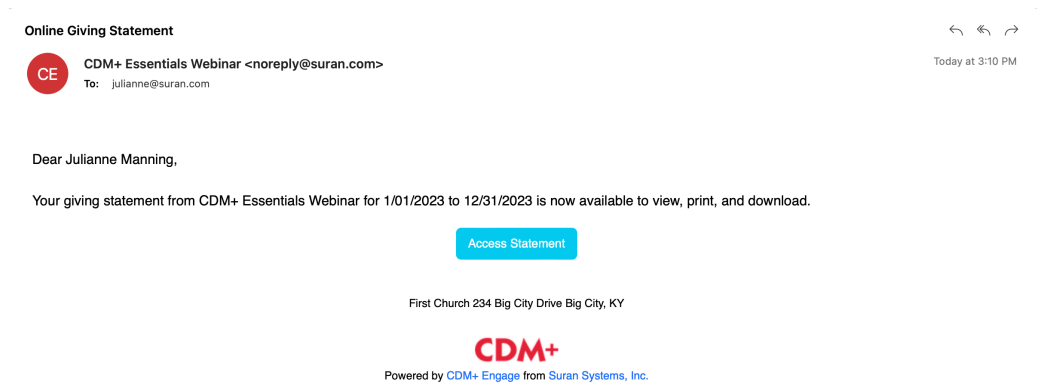 Online Giving Statement
CE
CDM+ Essentials Webinar <noreply@suran.com>
Today at 3:10 PM
To: julianne@suran.com
Dear Julianne Manning,
Your giving statement from CDM+ Essentials Webinar for 1/01/2023 to 12/31/2023 is now available to view, print, and download.
Access Statement
First Church 234 Big City Drive Big City, KY
CDM+
Powered by CDM+ Engage from Suran Systems, Inc.